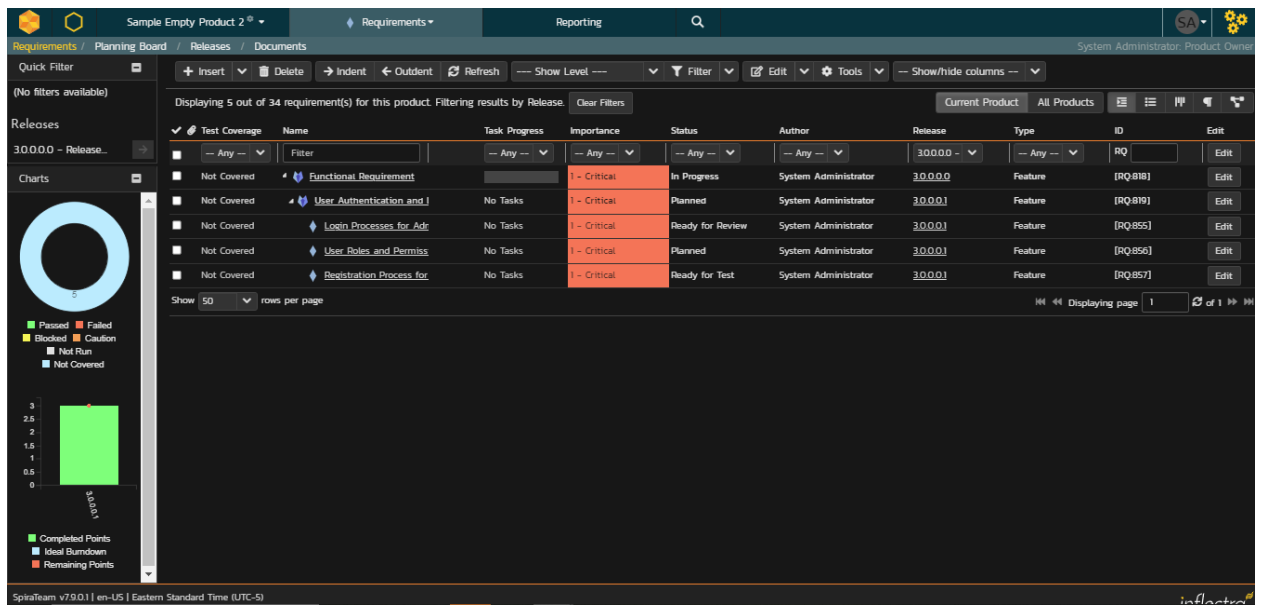 Sample Empty Product 2 Requirements Reporting SA
Requirements / Planning Board / Releases / Documents System Administrator: Product Owner
Quick Filter
(No filters available)
Releases
3.0.0.0.0 - Release...
Charts
5
Passed Failed
Blocked Caution
Not Run
Not Covered
3
2.5
2
1.5
1
0.5
0
3.0.0.0.1
Completed Points
Ideal Burndown
Remaining Points
Insert Delete Indent Outdent Refresh --- Show Level --- Filter Edit Tools -- Show/hide columns --
Displaying 5 out of 34 requirement(s) for this product. Filtering results by Release. Clear Filters Current Product All Products
Test Coverage Name Task Progress Importance Status Author Release Type ID Edit
-- Any -- Filter -- Any -- -- Any -- -- Any -- -- Any -- 3.0.0.0.0 - -- Any -- RQ Edit
Not Covered Functional Requirement 1 - Critical In Progress System Administrator 3.0.0.0.0 Feature [RQ:818] Edit
Not Covered User Authentication and No Tasks 1 - Critical Planned System Administrator 3.0.0.0.1 Feature [RQ:819] Edit
Not Covered Login Processes for Adr No Tasks 1 - Critical Ready for Review System Administrator 3.0.0.0.1 Feature [RQ:855] Edit
Not Covered User Roles and Permiss No Tasks 1 - Critical Planned System Administrator 3.0.0.0.1 Feature [RQ:856] Edit
Not Covered Registration Process for No Tasks 1 - Critical Ready for Test System Administrator 3.0.0.0.1 Feature [RQ:857] Edit
Show 50 rows per page Displaying page 1 of 1
SpiraTeam v7.9.0.1 | en-US | Eastern Standard Time (UTC-5) inflectra